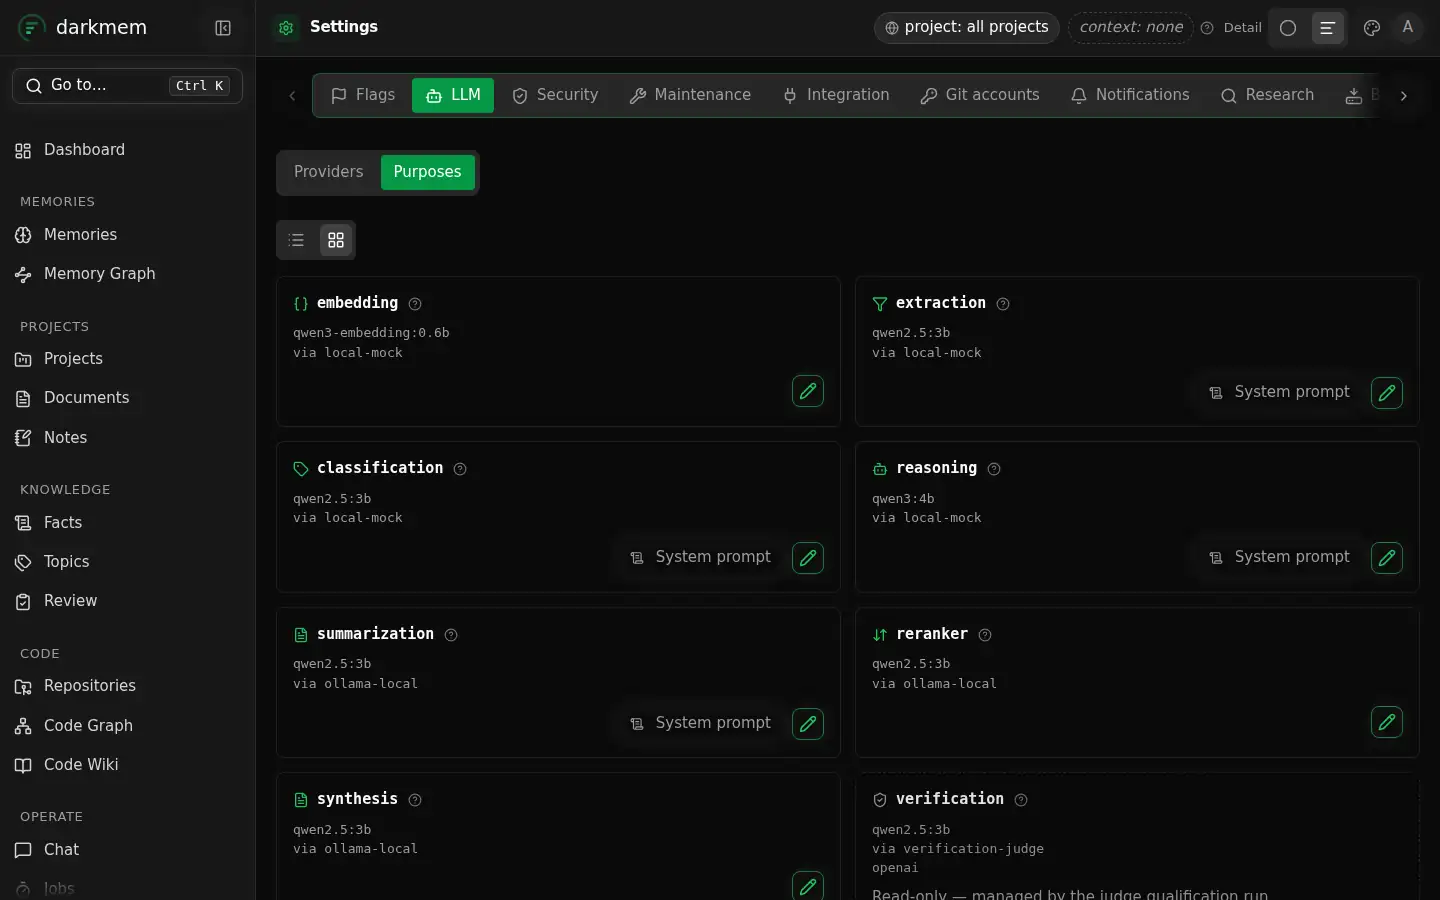 darkmem
Settings
project: all projects
context: none
Detail
A
Go to...
Ctrl K
Flags
LLM
Security
Maintenance
Integration
Git accounts
Notifications
Research
B
Dashboard
MEMORIES
Memories
Memory Graph
PROJECTS
Projects
Documents
Notes
KNOWLEDGE
Facts
Topics
Review
CODE
Repositories
Code Graph
Code Wiki
OPERATE
Chat
Jobs
Providers
Purposes
embedding
qwen3-embedding:0.6b
via local-mock
extraction
qwen2.5:3b
via local-mock
System prompt
classification
qwen2.5:3b
via local-mock
System prompt
reasoning
qwen3:4b
via local-mock
System prompt
summarization
qwen2.5:3b
via ollama-local
System prompt
reranker
qwen2.5:3b
via ollama-local
synthesis
qwen2.5:3b
via ollama-local
verification
qwen2.5:3b
via verification-judge
openai
Read-only — managed by the judge qualification run